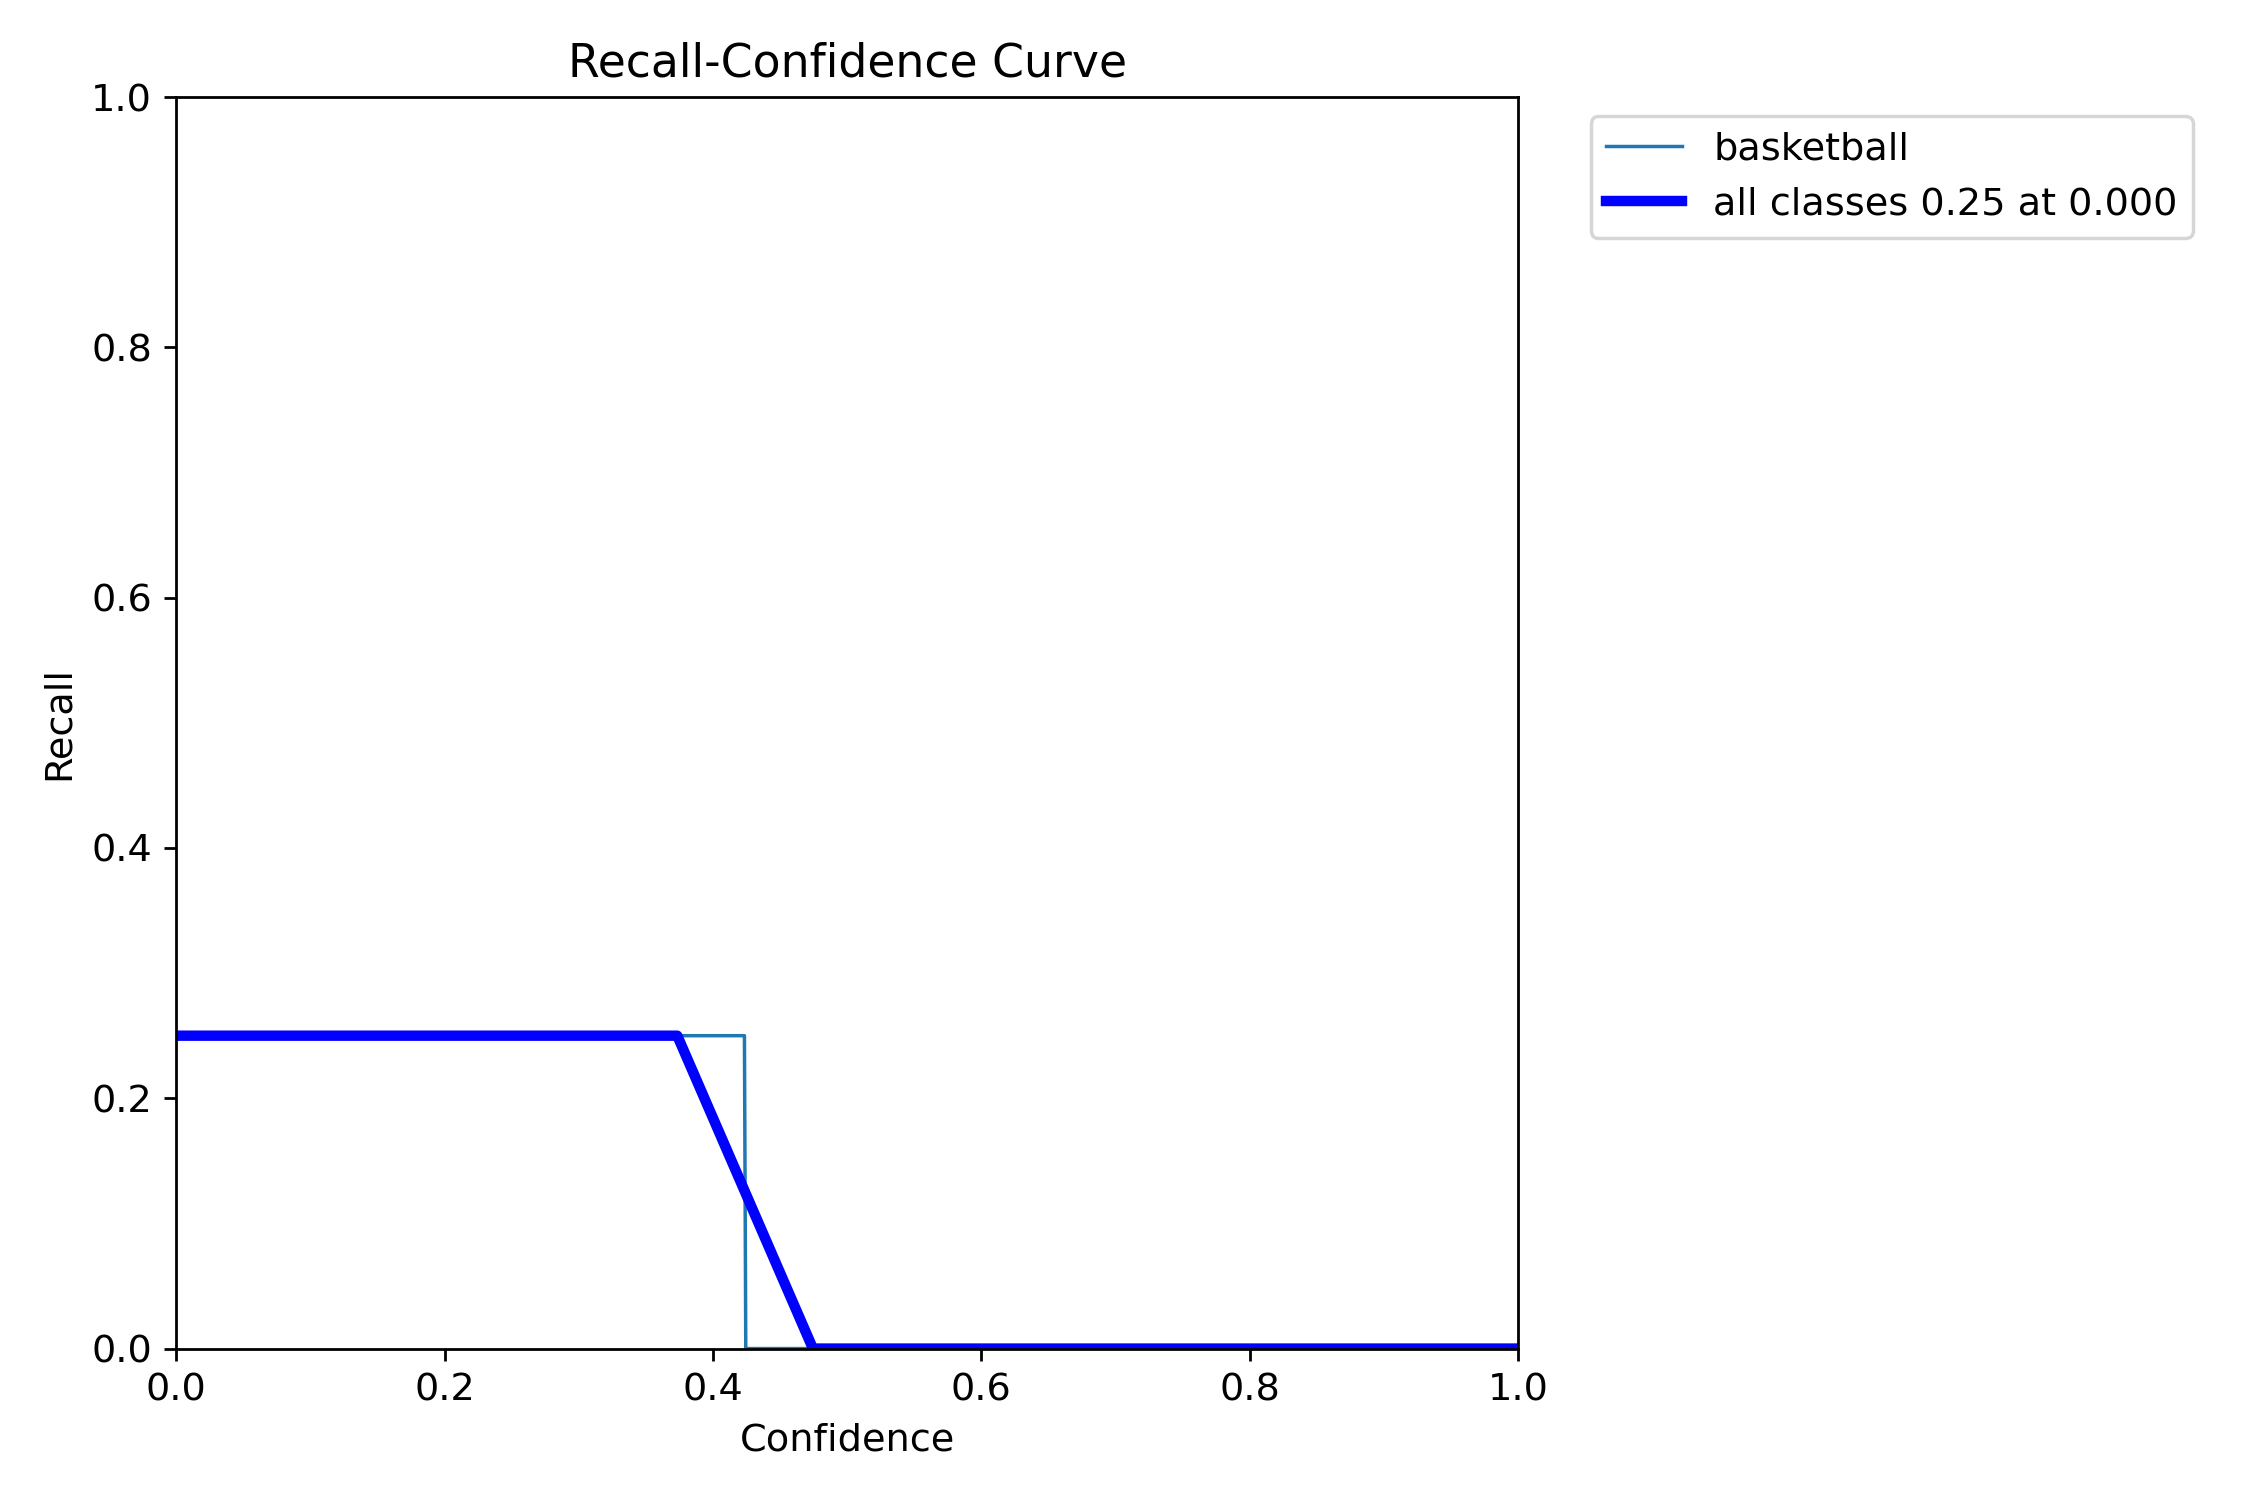 Recall-Confidence Curve
1.0
0.8
0.6
0.4
0.2
0.0
Recall
0.0 0.2 0.4 0.6 0.8 1.0
Confidence
basketball
all classes 0.25 at 0.000